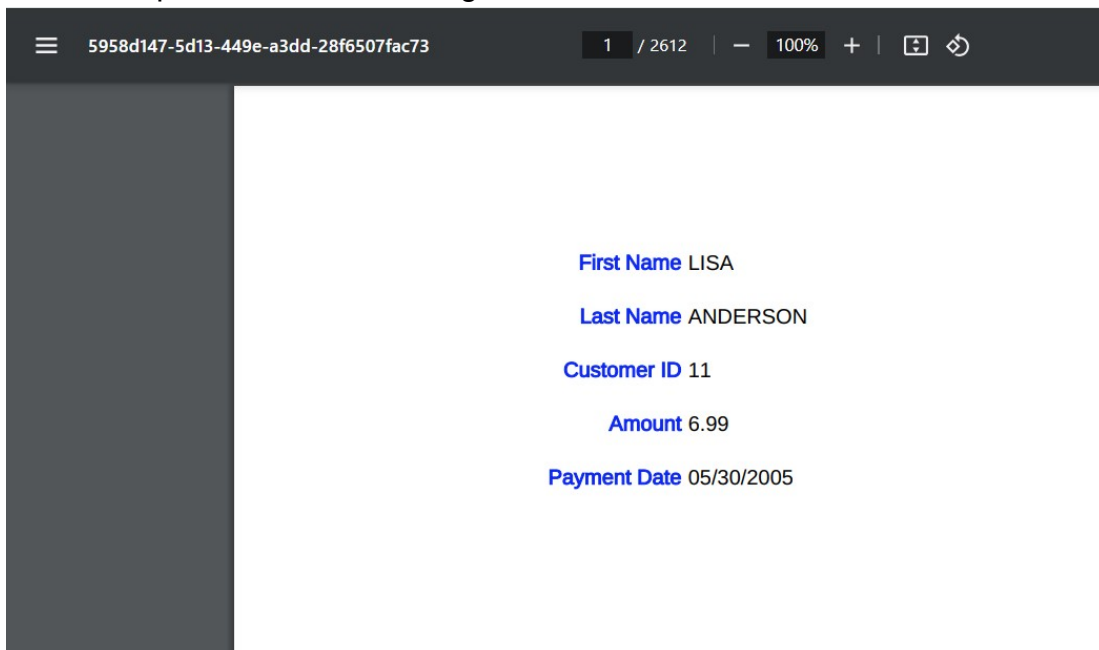 5958d147-5d13-449e-a3dd-28f6507fac73 1 / 2612 100%
First Name LISA
Last Name ANDERSON
Customer ID 11
Amount 6.99
Payment Date 05/30/2005